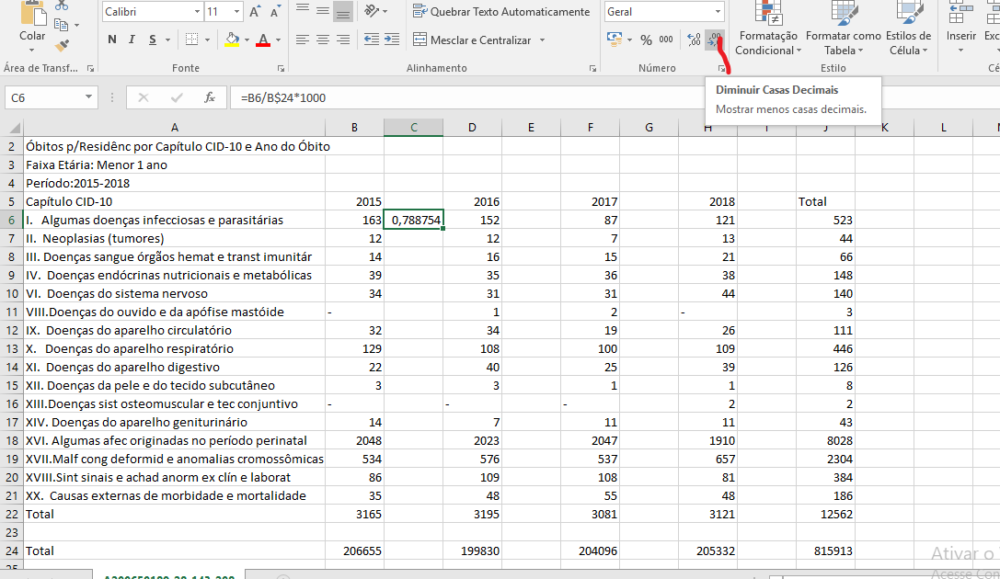 Calibri 11 Quebrar Texto Automaticamente Geral
Colar N I S Mesclar e Centralizar % 000 Formatação Condicional Formatar como Tabela Estilos de Célula Inserir
Área de Transf... Fonte Alinhamento Número Estilo
C6 fx =B6/B$24*1000
Diminuir Casas Decimais
Mostrar menos casas decimais.
A B C D E F G H I J K L
2 Óbitos p/Residênc por Capítulo CID-10 e Ano do Óbito
3 Faixa Etária: Menor 1 ano
4 Período:2015-2018
5 Capítulo CID-10 2015 2016 2017 2018 Total
6 I. Algumas doenças infecciosas e parasitárias 163 0,788754 152 87 121 523
7 II. Neoplasias (tumores) 12 12 7 13 44
8 III. Doenças sangue órgãos hemat e transt imunitár 14 16 15 21 66
9 IV. Doenças endócrinas nutricionais e metabólicas 39 35 36 38 148
10 VI. Doenças do sistema nervoso 34 31 31 44 140
11 VIII.Doenças do ouvido e da apófise mastóide - 1 2 - 3
12 IX. Doenças do aparelho circulatório 32 34 19 26 111
13 X. Doenças do aparelho respiratório 129 108 100 109 446
14 XI. Doenças do aparelho digestivo 22 40 25 39 126
15 XII. Doenças da pele e do tecido subcutâneo 3 3 1 1 8
16 XIII.Doenças sist osteomuscular e tec conjuntivo - - - 2 2
17 XIV. Doenças do aparelho geniturinário 14 7 11 11 43
18 XVI. Algumas afec originadas no período perinatal 2048 2023 2047 1910 8028
19 XVII.Malf cong deformid e anomalias cromossômicas 534 576 537 657 2304
20 XVIII.Sint sinais e achad anorm ex clín e laborat 86 109 108 81 384
21 XX. Causas externas de morbidade e mortalidade 35 48 55 48 186
22 Total 3165 3195 3081 3121 12562
23
24 Total 206655 199830 204096 205332 815913
Ativar o